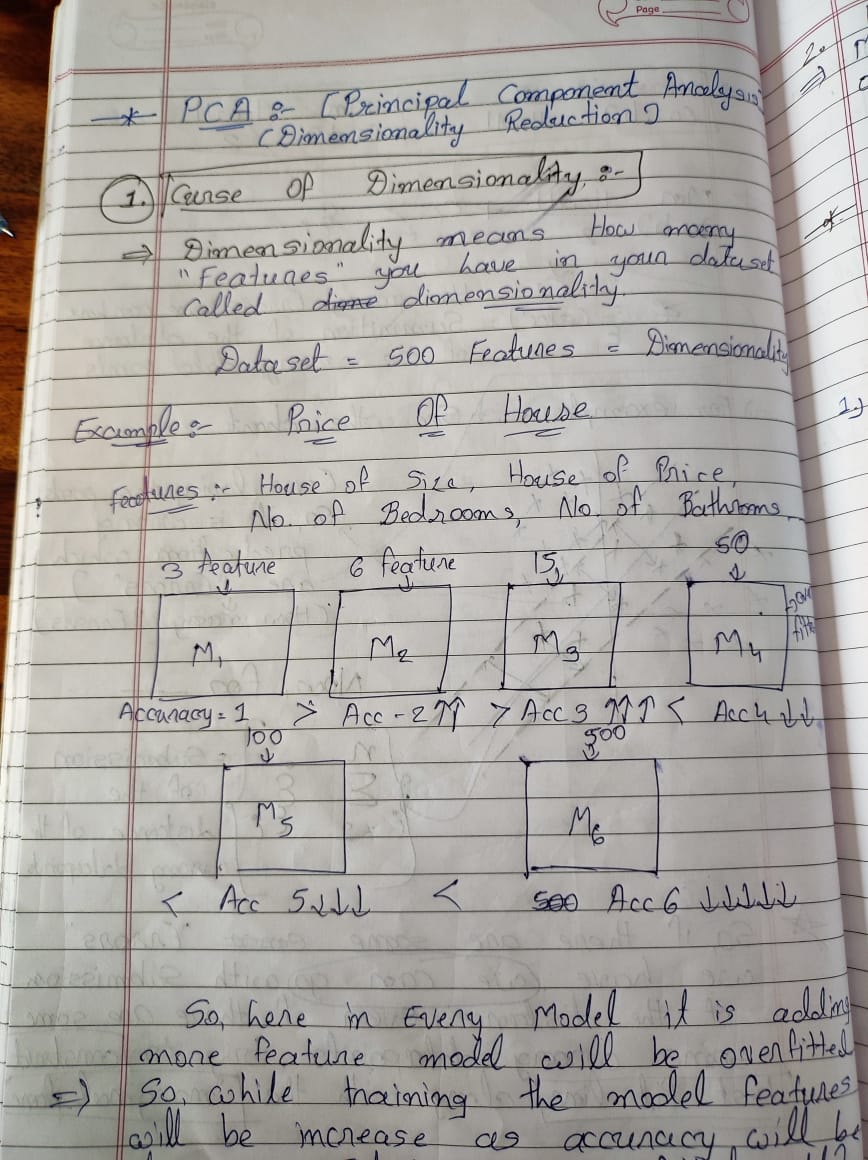 Page
* PCA :- [Principal Component Analysis
(Dimensionality Reduction)]
1. Curse Of Dimensionality :-
⇒ Dimensionality means How many
"Features" you have in your dataset
called dimensionality.
Dataset = 500 Features = Dimensionality
Example :- Price Of House
Features :- House of Size, House of Price,
No. of Bedrooms, No. of Bathrooms
3 feature 6 feature 15 50
M1 M2 M3 M4
Accuracy = 1 > Acc - 2 ↑↑ > Acc 3 ↑↑↑ < Acc 4 ↓↓
100 500
M5 M6
< Acc 5 ↓↓↓ < Acc 6 ↓↓↓↓↓
So, here in Every Model it is adding
more feature model will be overfitted
⇒ So, while training the model features
will be increase as accuracy will be